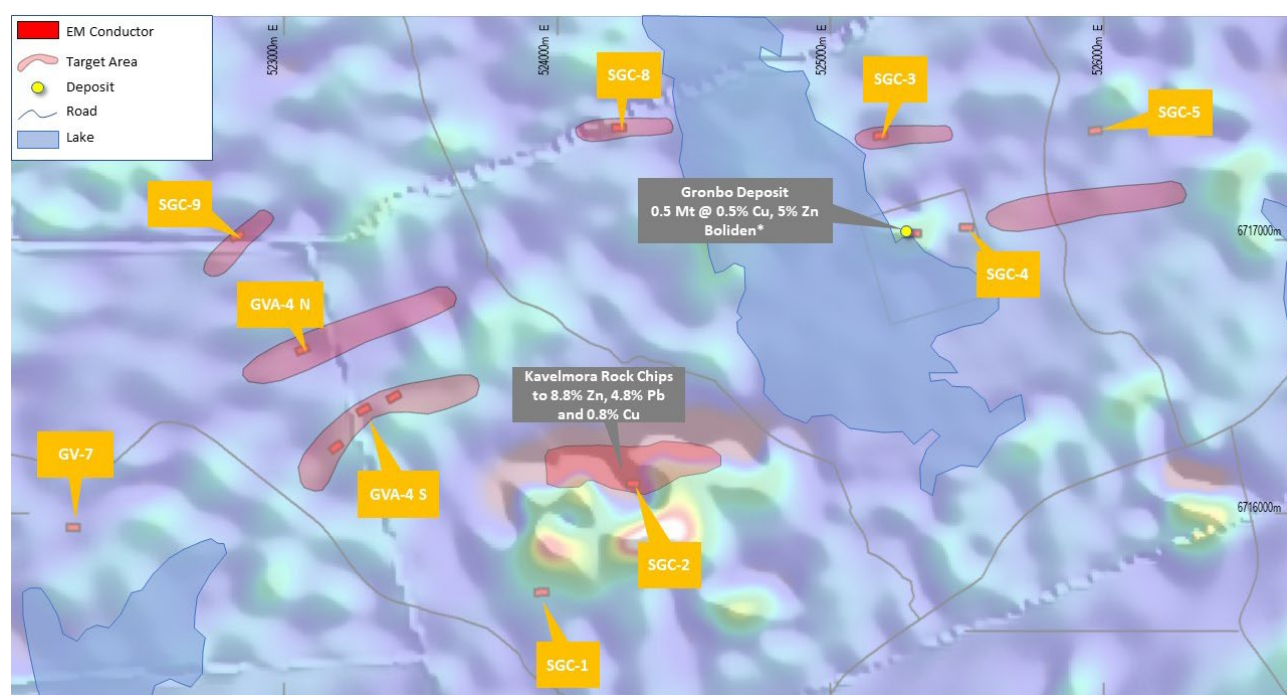 EM Conductor
Target Area
Deposit
Road
Lake
523000m E
524000m E
525000m E
526000m E
SGC-8
SGC-3
SGC-5
SGC-9
Gronbo Deposit
0.5 Mt @ 0.5% Cu, 5% Zn
Boliden*
6717000m
SGC-4
GVA-4 N
Kavelmora Rock Chips
to 8.8% Zn, 4.8% Pb
and 0.8% Cu
GV-7
GVA-4 S
6716000m
SGC-2
SGC-1